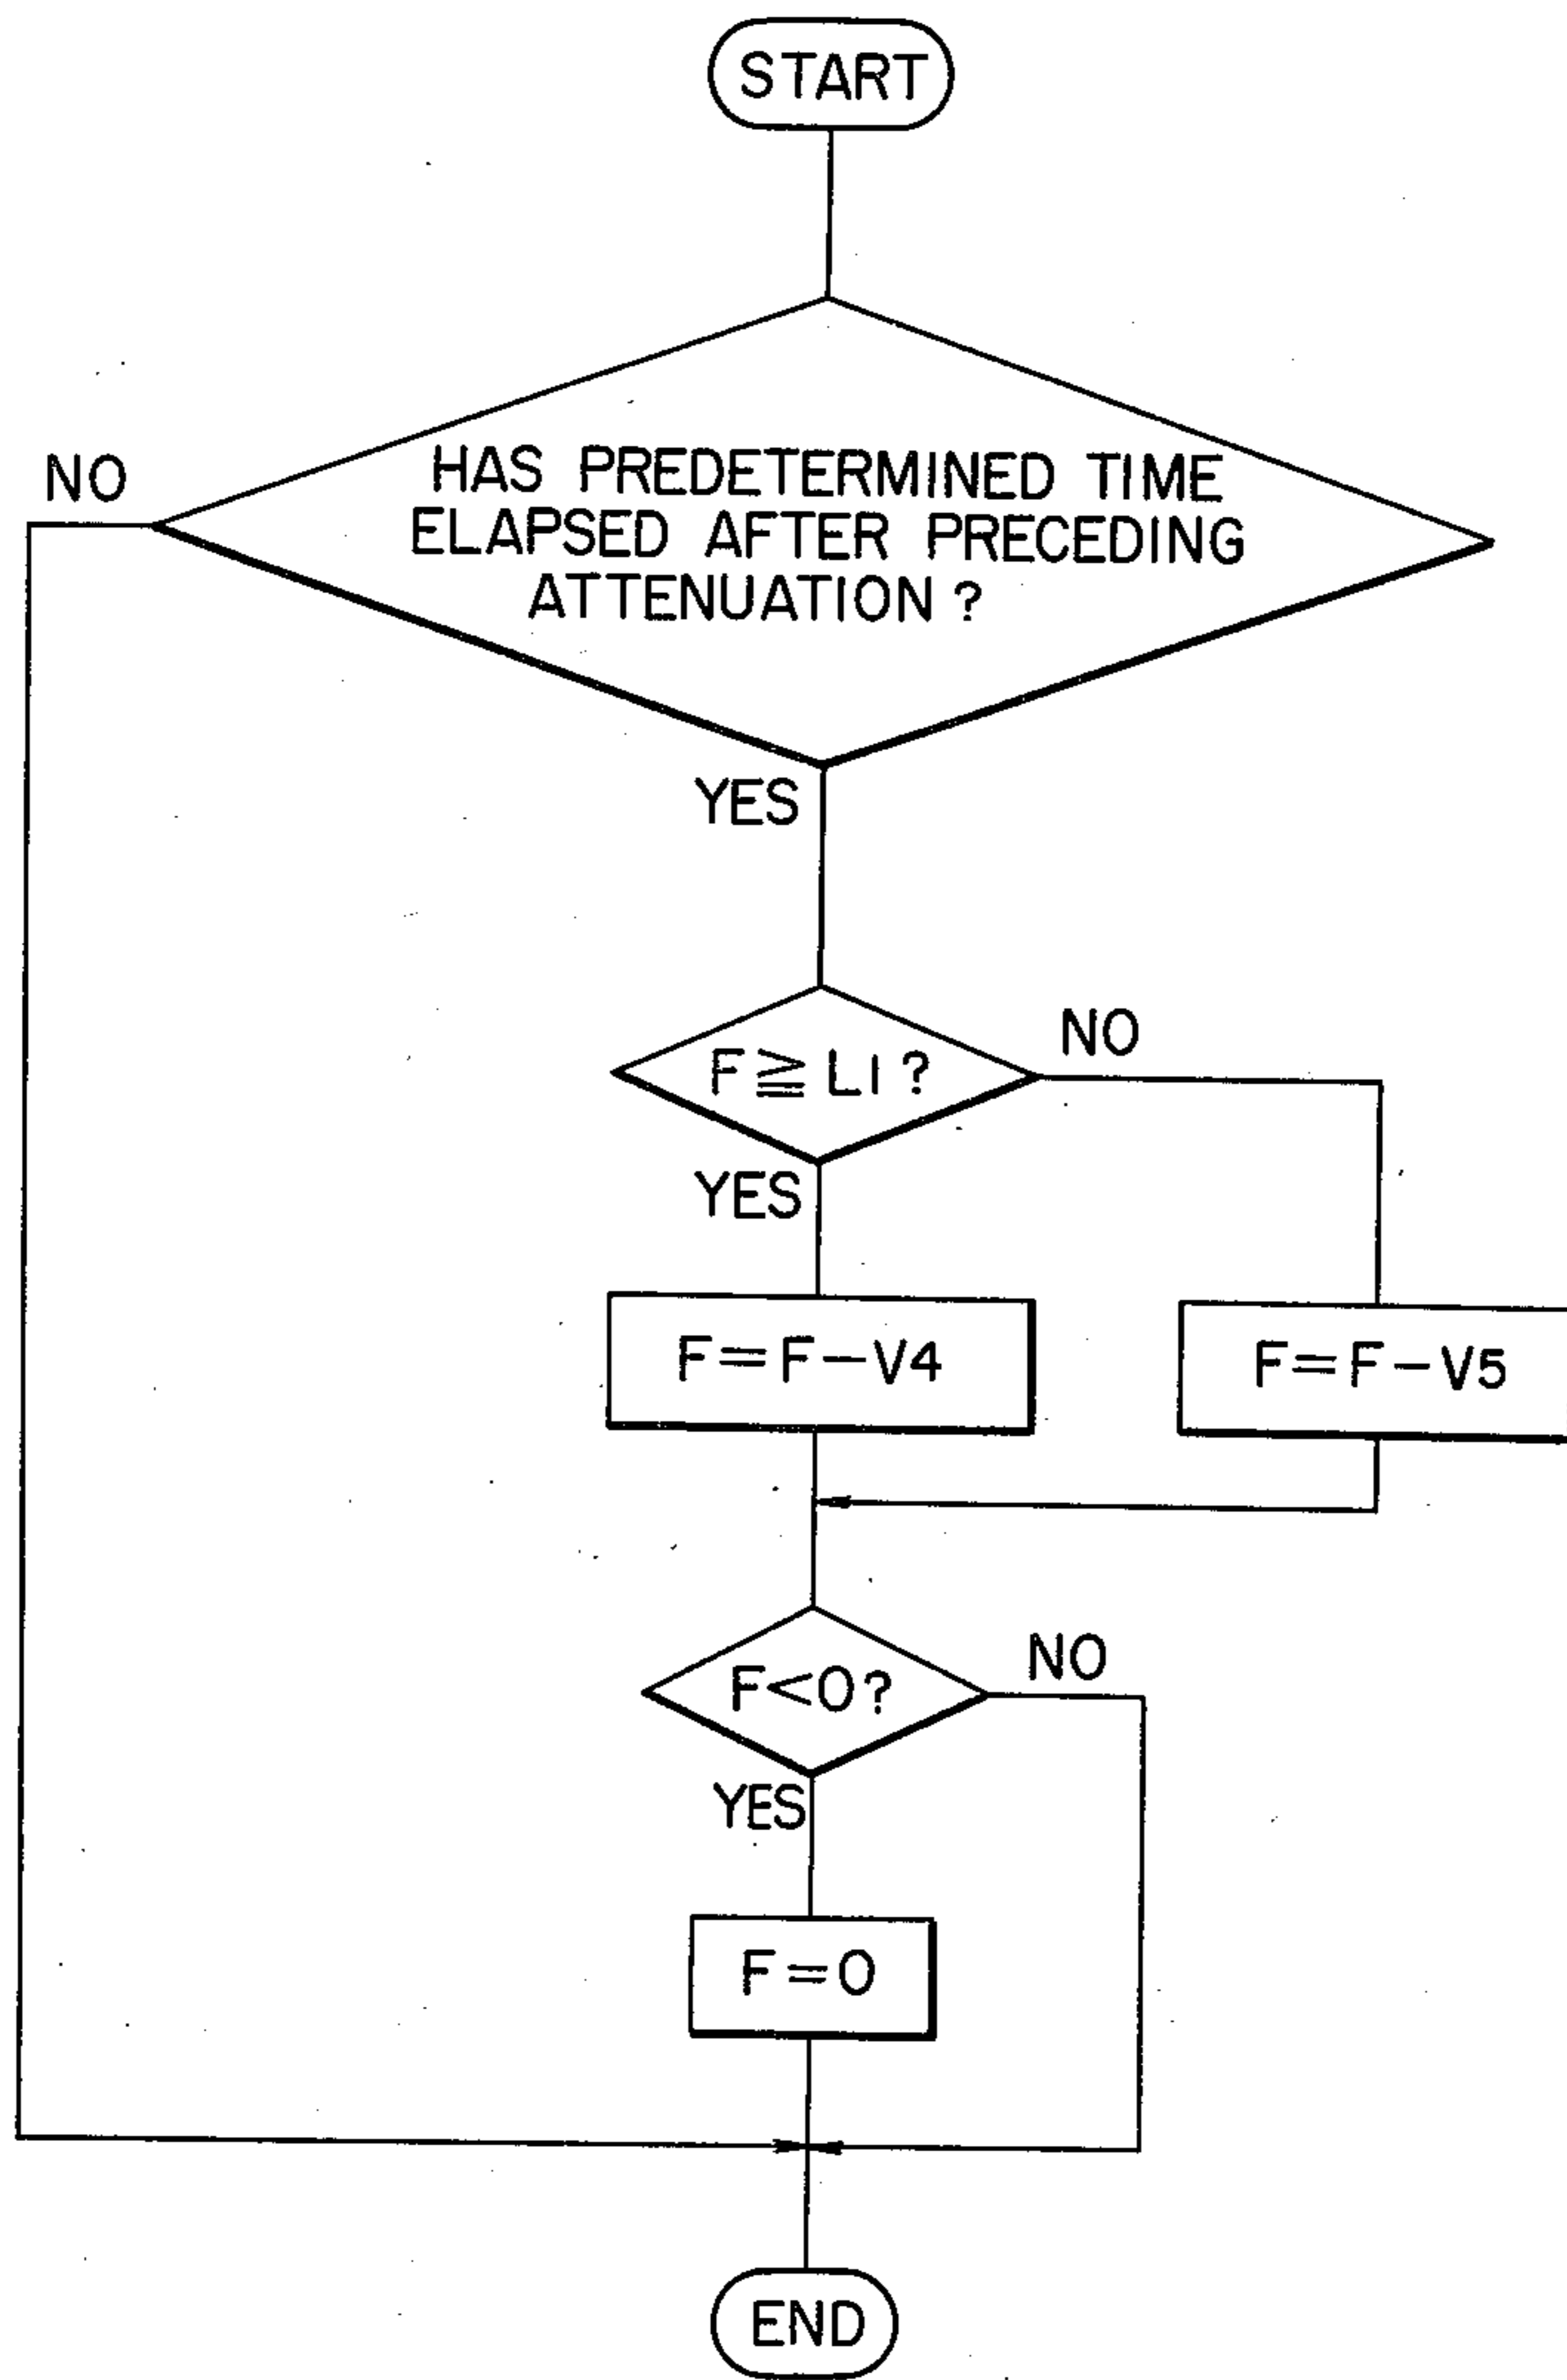 START
NO
HAS PREDETERMINED TIME
ELAPSED AFTER PRECEDING
ATTENUATION?
YES
F≧L1?
NO
YES
F=F-V4
F=F-V5
F<0?
NO
YES
F=0
END